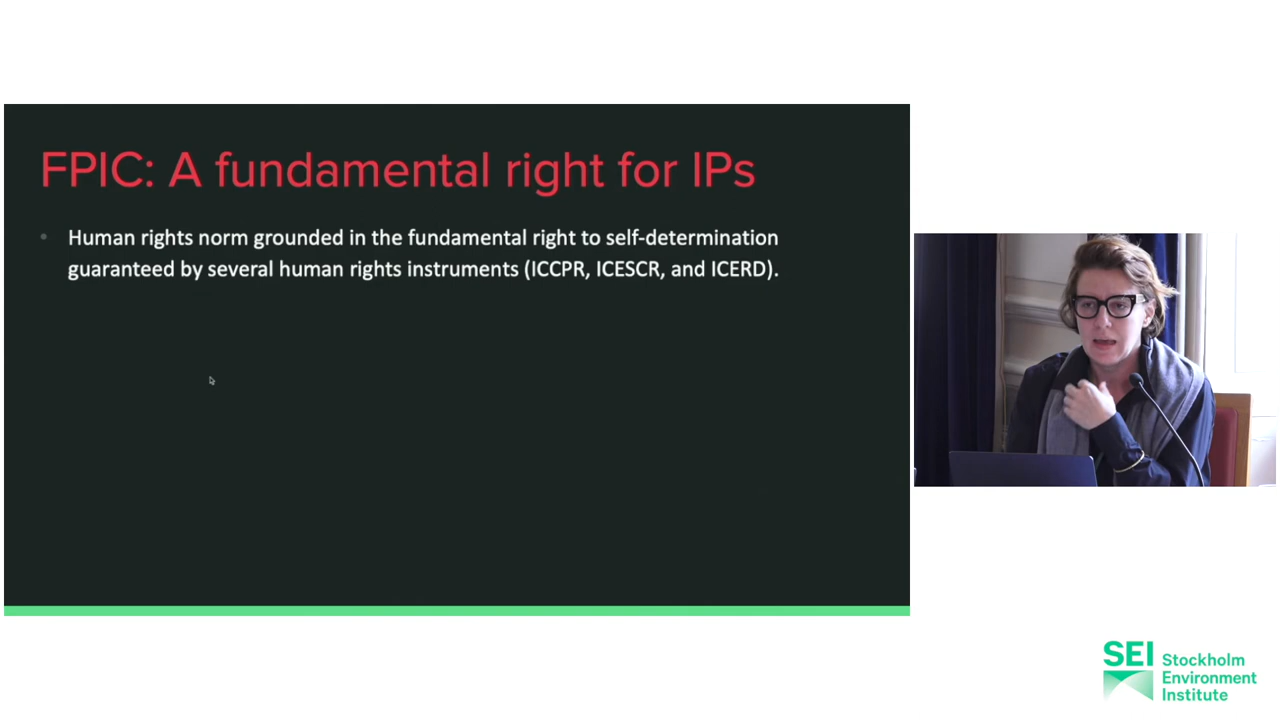 FPIC: A fundamental right for IPs
• Human rights norm grounded in the fundamental right to self-determination
guaranteed by several human rights instruments (ICCPR, ICESCR, and ICERD).
SEI Stockholm
Environment
Institute